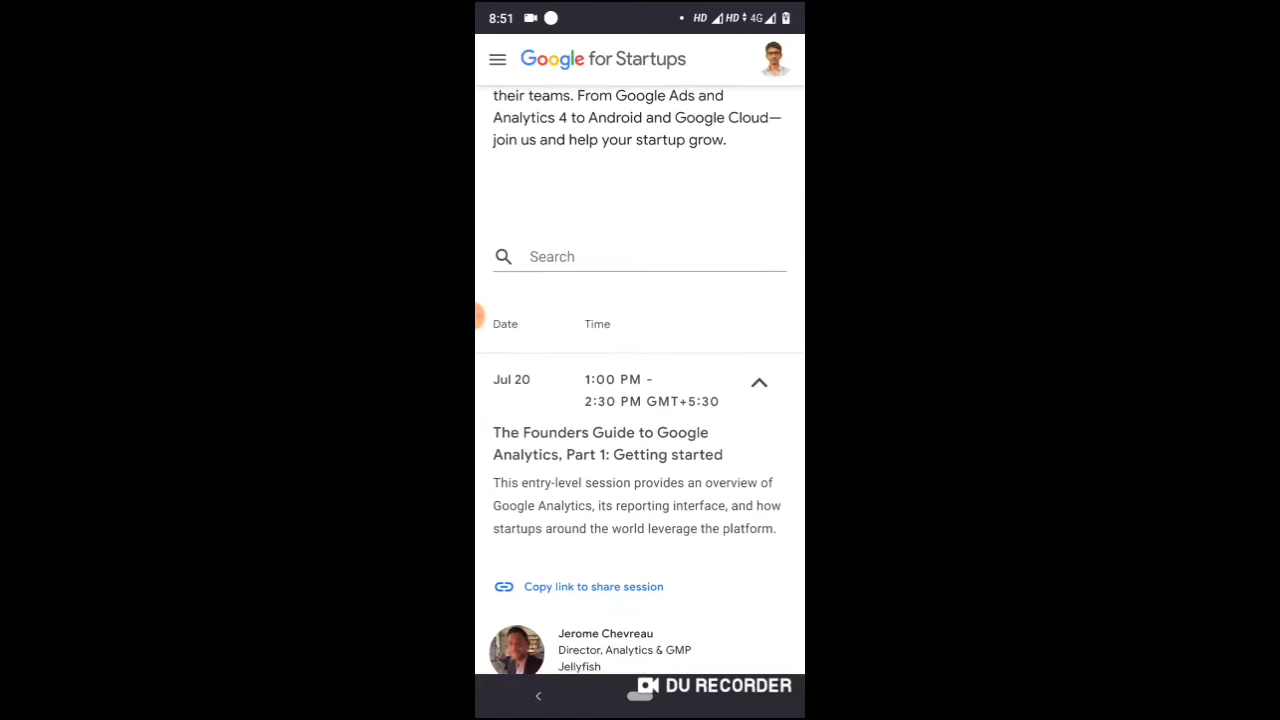 8:51 HD HD 4G
Google for Startups
their teams. From Google Ads and
Analytics 4 to Android and Google Cloud—
join us and help your startup grow.
Search
Date Time
Jul 20 1:00 PM -
2:30 PM GMT+5:30
The Founders Guide to Google
Analytics, Part 1: Getting started
This entry-level session provides an overview of
Google Analytics, its reporting interface, and how
startups around the world leverage the platform.
Copy link to share session
Jerome Chevreau
Director, Analytics & GMP
Jellyfish
DU RECORDER